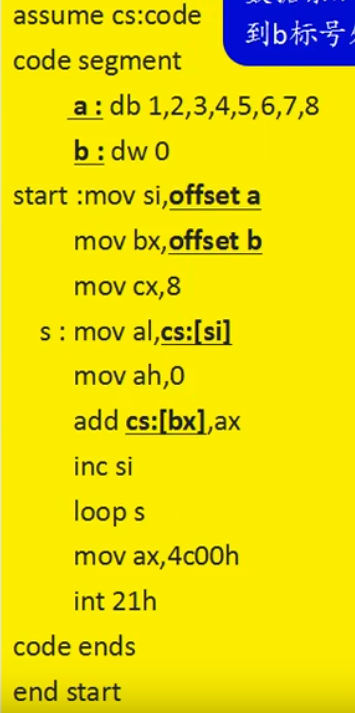 assume cs:code
到b标号
code segment
a : db 1,2,3,4,5,6,7,8
b : dw 0
start :mov si,offset a
mov bx,offset b
mov cx,8
s : mov al,cs:[si]
mov ah,0
add cs:[bx],ax
inc si
loop s
mov ax,4c00h
int 21h
code ends
end start